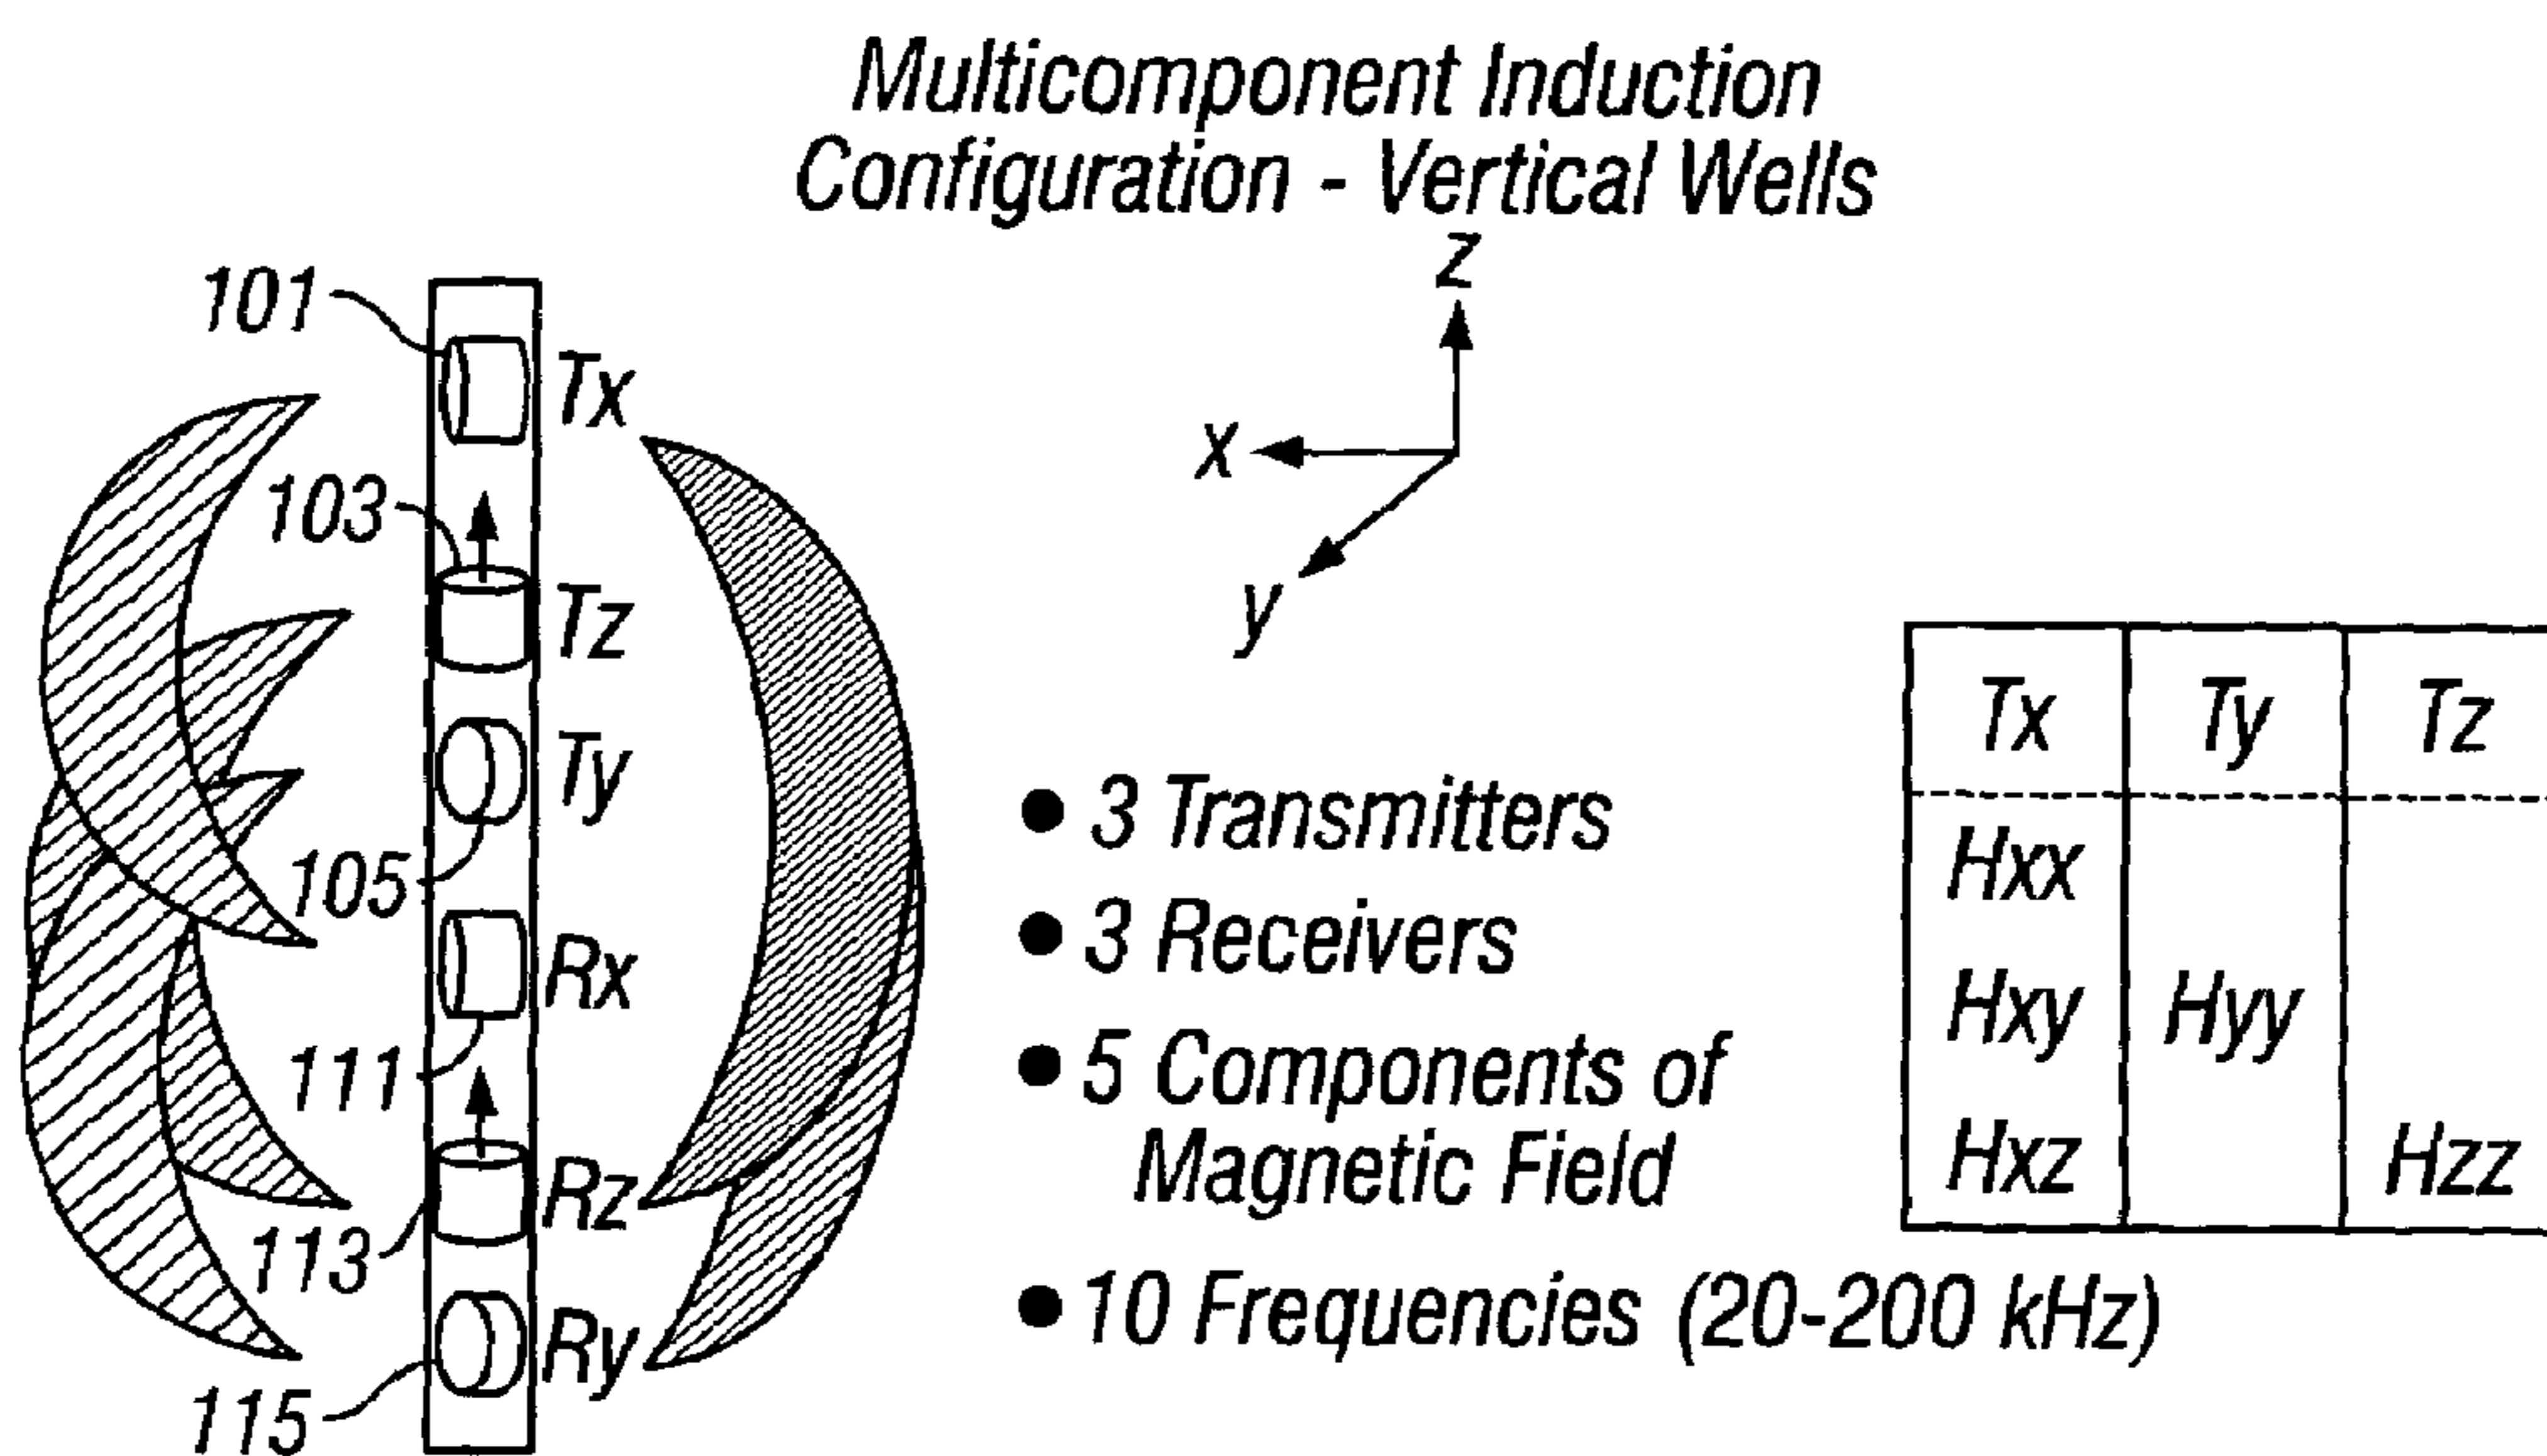 Multicomponent Induction
Configuration - Vertical Wells
z
x
y
101
Tx
103
Tz
Ty
105
Rx
111
Rz
113
Ry
115
● 3 Transmitters
● 3 Receivers
● 5 Components of
Magnetic Field
● 10 Frequencies (20-200 kHz)
Tx Ty Tz
Hxx
Hxy Hyy
Hxz Hzz